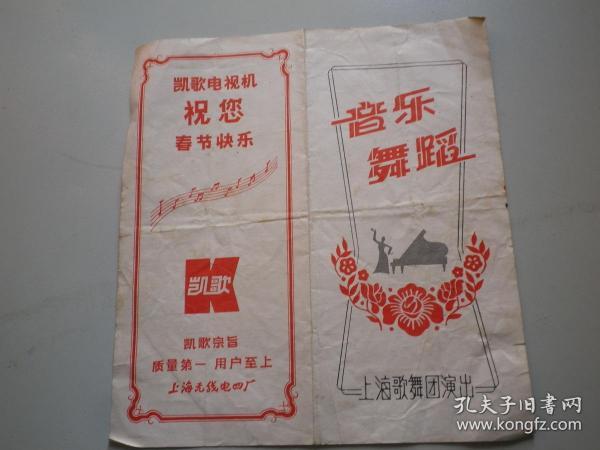 凯歌电视机
祝您
春节快乐
凯歌
凯歌宗旨
质量第一 用户至上
上海无线电四厂
音乐
舞蹈
上海歌舞团演出
孔夫子旧书网
www.kongfz.com